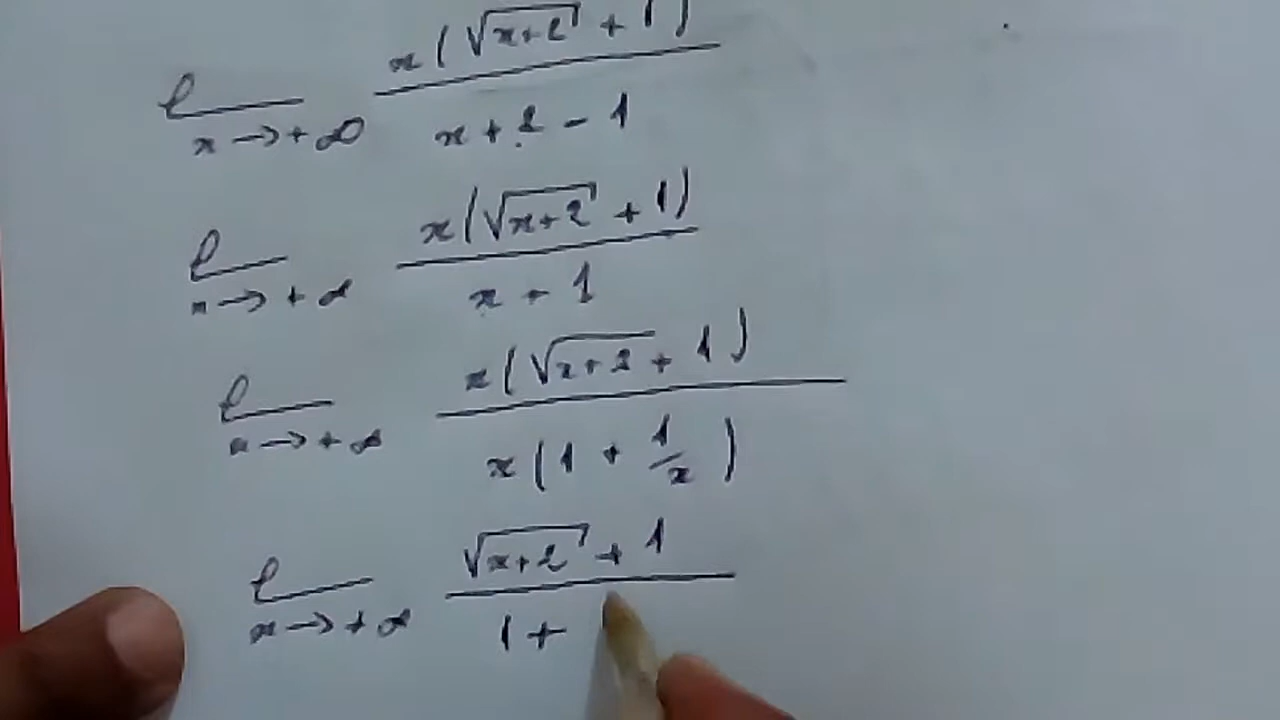 ℓ x → + ∞ x(√x+2 + 1) / x + 2 - 1
ℓ x → + ∞ x(√x+2 + 1) / x + 1
ℓ x → + ∞ x(√x+2 + 1) / x(1 + 1/x)
ℓ x → + ∞ √x+2 + 1 / 1 +